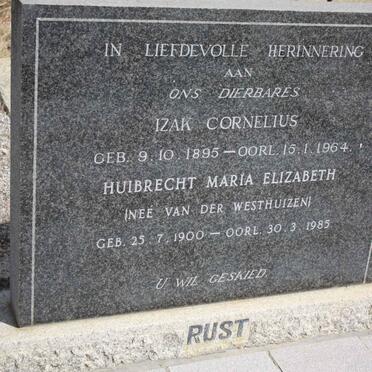 IN LIEFDEVOLLE HERINNERING
AAN
ONS DIERBARES
IZAK CORNELIUS
GEB. 9. 10. 1895 — OORL. 15. 1. 1964.
HUIBRECHT MARIA ELIZABETH
(NEÉ VAN DER WESTHUIZEN)
GEB. 25. 7. 1900 — OORL. 30. 3. 1985
U WIL GESKIED.
RUST